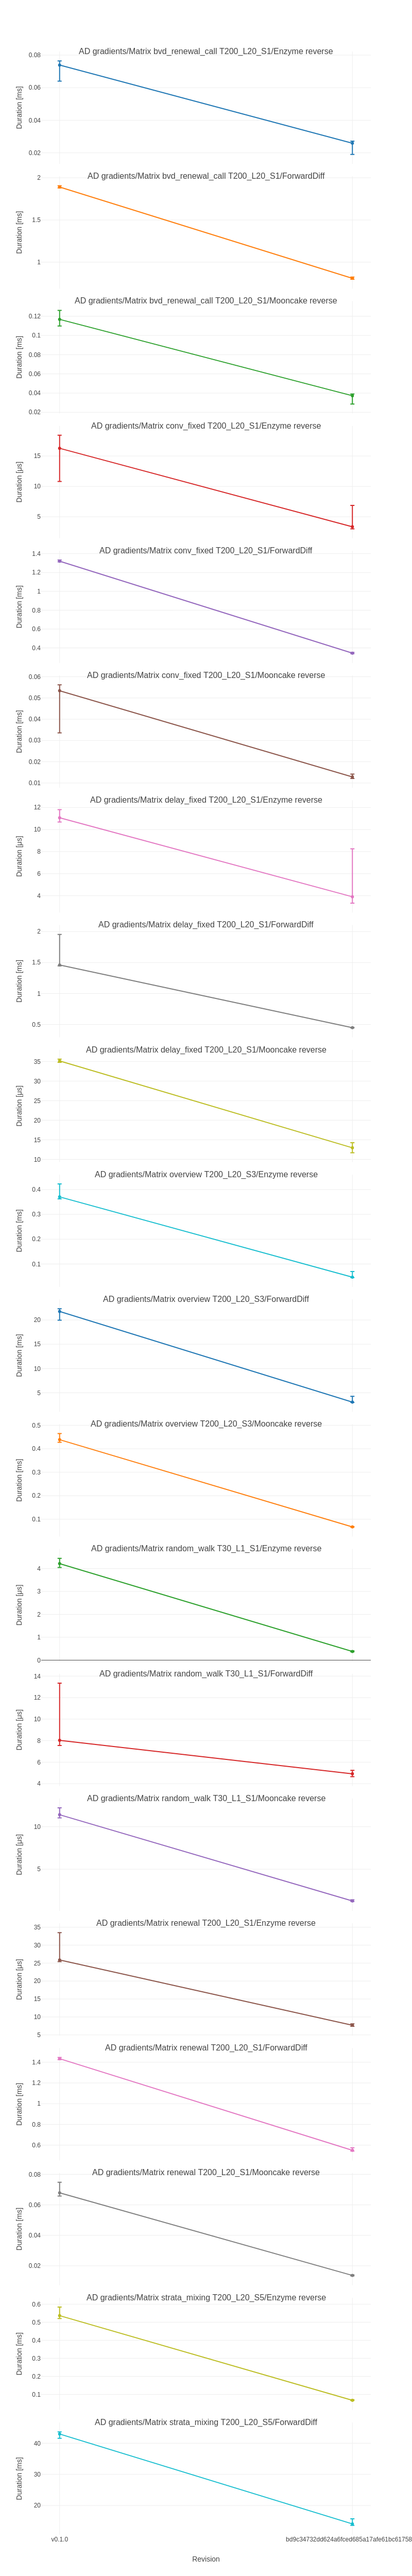 AD gradients/Matrix bvd_renewal_call T200_L20_S1/Enzyme reverse
0.08
0.06
0.04
0.02
Duration [ms]
AD gradients/Matrix bvd_renewal_call T200_L20_S1/ForwardDiff
2
1.5
1
Duration [ms]
AD gradients/Matrix bvd_renewal_call T200_L20_S1/Mooncake reverse
0.12
0.1
0.08
0.06
0.04
0.02
Duration [ms]
AD gradients/Matrix conv_fixed T200_L20_S1/Enzyme reverse
15
10
5
Duration [μs]
AD gradients/Matrix conv_fixed T200_L20_S1/ForwardDiff
1.4
1.2
1
0.8
0.6
0.4
Duration [ms]
AD gradients/Matrix conv_fixed T200_L20_S1/Mooncake reverse
0.06
0.05
0.04
0.03
0.02
0.01
Duration [ms]
AD gradients/Matrix delay_fixed T200_L20_S1/Enzyme reverse
12
10
8
6
4
Duration [μs]
AD gradients/Matrix delay_fixed T200_L20_S1/ForwardDiff
2
1.5
1
0.5
Duration [ms]
AD gradients/Matrix delay_fixed T200_L20_S1/Mooncake reverse
35
30
25
20
15
10
Duration [μs]
AD gradients/Matrix overview T200_L20_S3/Enzyme reverse
0.4
0.3
0.2
0.1
Duration [ms]
AD gradients/Matrix overview T200_L20_S3/ForwardDiff
20
15
10
5
Duration [ms]
AD gradients/Matrix overview T200_L20_S3/Mooncake reverse
0.5
0.4
0.3
0.2
0.1
Duration [ms]
AD gradients/Matrix random_walk T30_L1_S1/Enzyme reverse
4
3
2
1
0
Duration [μs]
AD gradients/Matrix random_walk T30_L1_S1/ForwardDiff
14
12
10
8
6
4
Duration [μs]
AD gradients/Matrix random_walk T30_L1_S1/Mooncake reverse
10
5
Duration [μs]
AD gradients/Matrix renewal T200_L20_S1/Enzyme reverse
35
30
25
20
15
10
5
Duration [μs]
AD gradients/Matrix renewal T200_L20_S1/ForwardDiff
1.4
1.2
1
0.8
0.6
Duration [ms]
AD gradients/Matrix renewal T200_L20_S1/Mooncake reverse
0.08
0.06
0.04
0.02
Duration [ms]
AD gradients/Matrix strata_mixing T200_L20_S5/Enzyme reverse
0.6
0.5
0.4
0.3
0.2
0.1
Duration [ms]
AD gradients/Matrix strata_mixing T200_L20_S5/ForwardDiff
40
30
20
Duration [ms]
v0.1.0
bd9c34732dd624a6fced685a17afe61bc61758
Revision